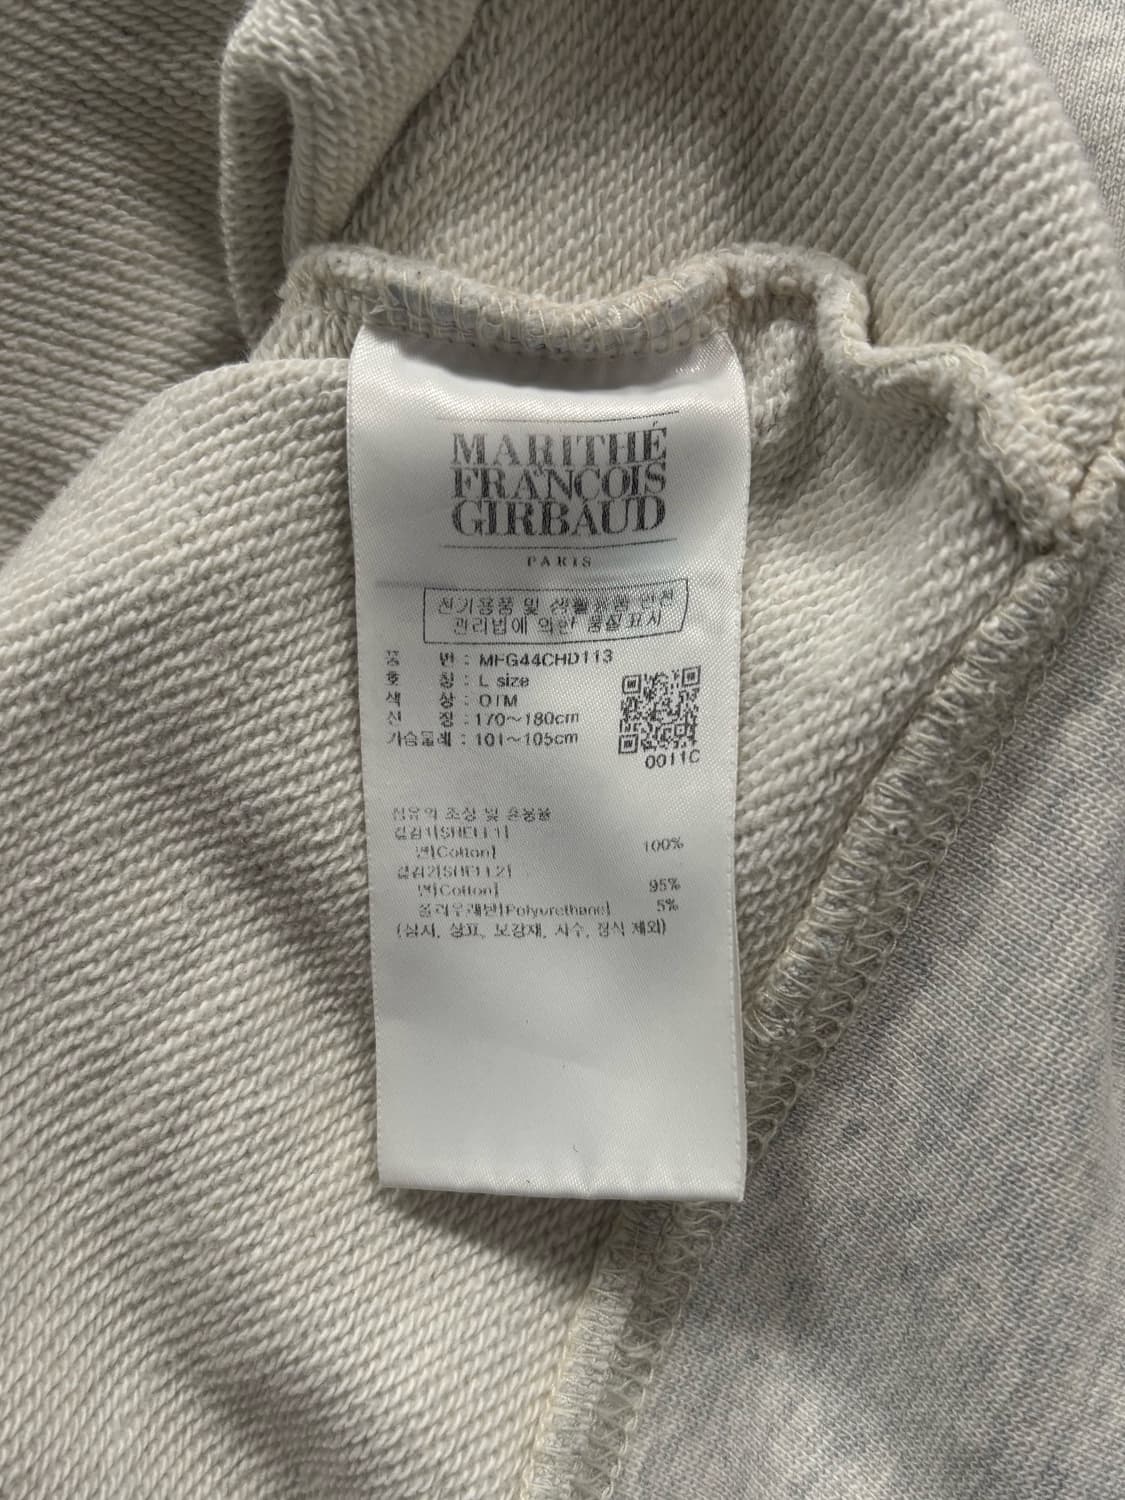 MARITHÉ
FRANCOIS
GIRBAUD
PARIS
전기용품 및 생활용품 안전
관리법에 의한 품질표시
품 번 : MFG44CHD113
호 칭 : L size
색 상 : OTM
신 장 : 170~180cm
가슴둘레 : 101~105cm
0011C
섬유의 조성 및 혼용율
겉감1[SHELL1]
면[Cotton] 100%
겉감2[SHELL2]
면[Cotton] 95%
폴리우레탄[Polyurethane] 5%
(심지, 상표, 보강재, 자수, 장식 제외)